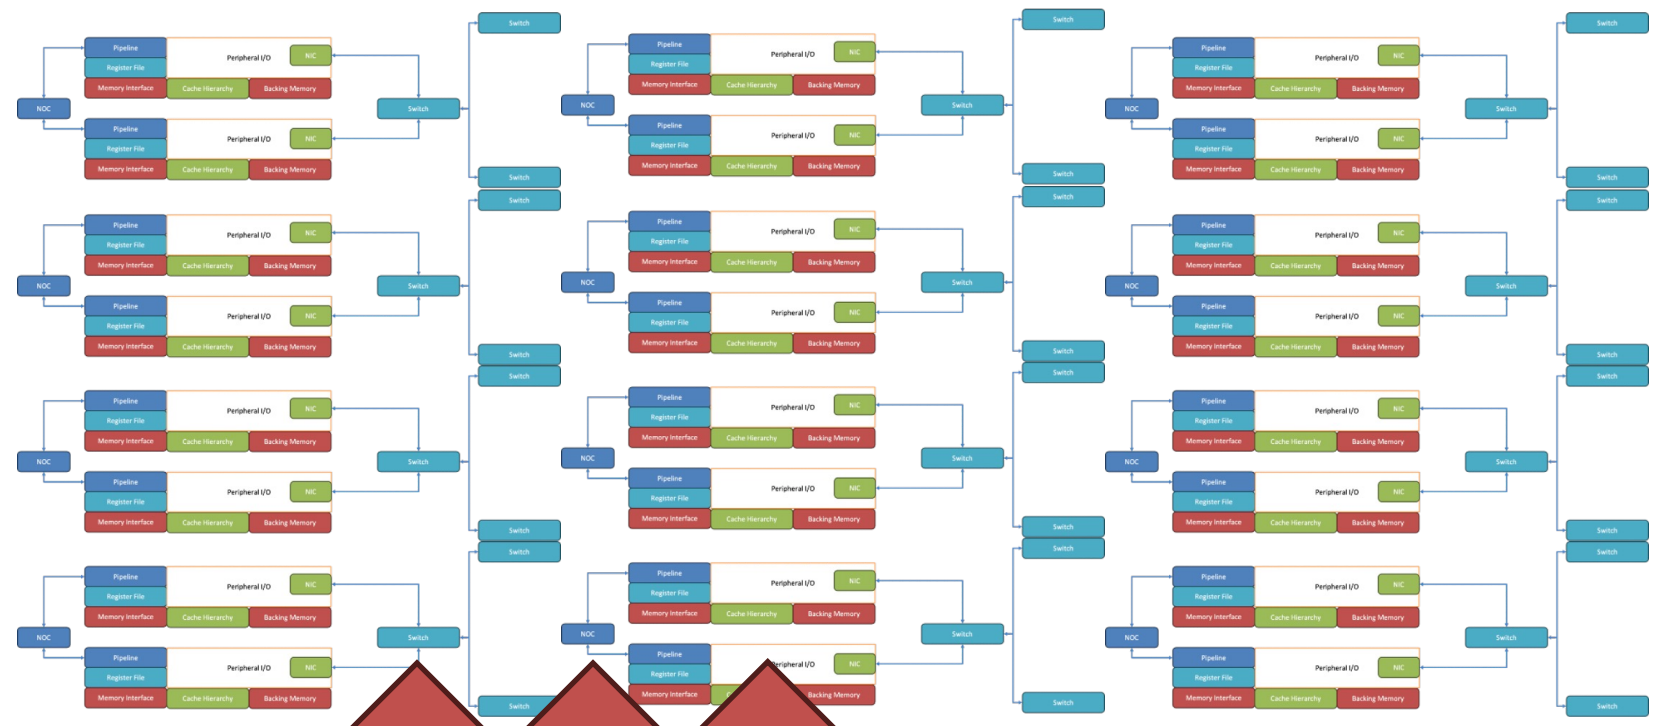 Switch Switch Switch
Pipeline Peripheral I/O NIC Pipeline Peripheral I/O NIC Pipeline Peripheral I/O NIC
Register File Register File Register File
Memory Interface Cache Hierarchy Backing Memory Memory Interface Cache Hierarchy Backing Memory Memory Interface Cache Hierarchy Backing Memory
NOC Switch NOC Switch NOC Switch
Pipeline Peripheral I/O NIC Pipeline Peripheral I/O NIC Pipeline Peripheral I/O NIC
Register File Register File Register File
Memory Interface Cache Hierarchy Backing Memory Memory Interface Cache Hierarchy Backing Memory Memory Interface Cache Hierarchy Backing Memory
Switch Switch Switch
Switch Switch Switch
Pipeline Peripheral I/O NIC Pipeline Peripheral I/O NIC Pipeline Peripheral I/O NIC
Register File Register File Register File
Memory Interface Cache Hierarchy Backing Memory Memory Interface Cache Hierarchy Backing Memory Memory Interface Cache Hierarchy Backing Memory
NOC Switch NOC Switch NOC Switch
Pipeline Peripheral I/O NIC Pipeline Peripheral I/O NIC Pipeline Peripheral I/O NIC
Register File Register File Register File
Memory Interface Cache Hierarchy Backing Memory Memory Interface Cache Hierarchy Backing Memory Memory Interface Cache Hierarchy Backing Memory
Switch Switch Switch
Switch Switch Switch
Pipeline Peripheral I/O NIC Pipeline Peripheral I/O NIC Pipeline Peripheral I/O NIC
Register File Register File Register File
Memory Interface Cache Hierarchy Backing Memory Memory Interface Cache Hierarchy Backing Memory Memory Interface Cache Hierarchy Backing Memory
NOC Switch NOC Switch NOC Switch
Pipeline Peripheral I/O NIC Pipeline Peripheral I/O NIC Pipeline Peripheral I/O NIC
Register File Register File Register File
Memory Interface Cache Hierarchy Backing Memory Memory Interface Cache Hierarchy Backing Memory Memory Interface Cache Hierarchy Backing Memory
Switch Switch Switch
Switch Switch Switch
Pipeline Peripheral I/O NIC Pipeline Peripheral I/O NIC Pipeline Peripheral I/O NIC
Register File Register File Register File
Memory Interface Cache Hierarchy Backing Memory Memory Interface Cache Hierarchy Backing Memory Memory Interface Cache Hierarchy Backing Memory
NOC Switch NOC Switch NOC Switch
Pipeline Peripheral I/O NIC Pipeline Peripheral I/O NIC Pipeline Peripheral I/O NIC
Register File Register File Register File
Memory Interface Cache Hierarchy Backing Memory Memory Interface Backing Memory Memory Interface Cache Hierarchy Backing Memory
Switch Switch Switch